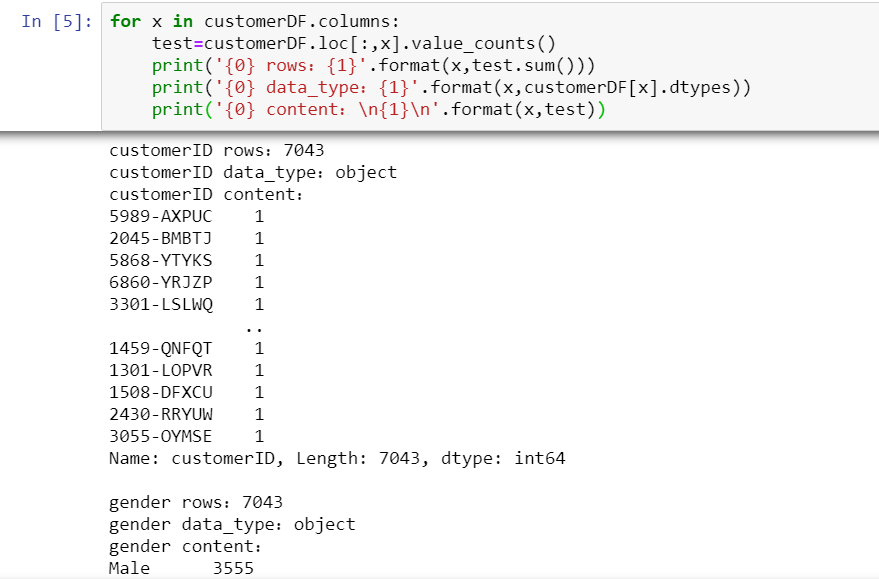 In [5]: for x in customerDF.columns:
test=customerDF.loc[:,x].value_counts()
print('{0} rows: {1}'.format(x,test.sum()))
print('{0} data_type: {1}'.format(x,customerDF[x].dtypes))
print('{0} content: \n{1}\n'.format(x,test))
customerID rows: 7043
customerID data_type: object
customerID content:
5989-AXPUC    1
2045-BMBTJ    1
5868-YTYKS    1
6860-YRJZP    1
3301-LSLWQ    1
..
1459-QNFQT    1
1301-LOPVR    1
1508-DFXCU    1
2430-RRYUW    1
3055-OYMSE    1
Name: customerID, Length: 7043, dtype: int64
gender rows: 7043
gender data_type: object
gender content:
Male      3555